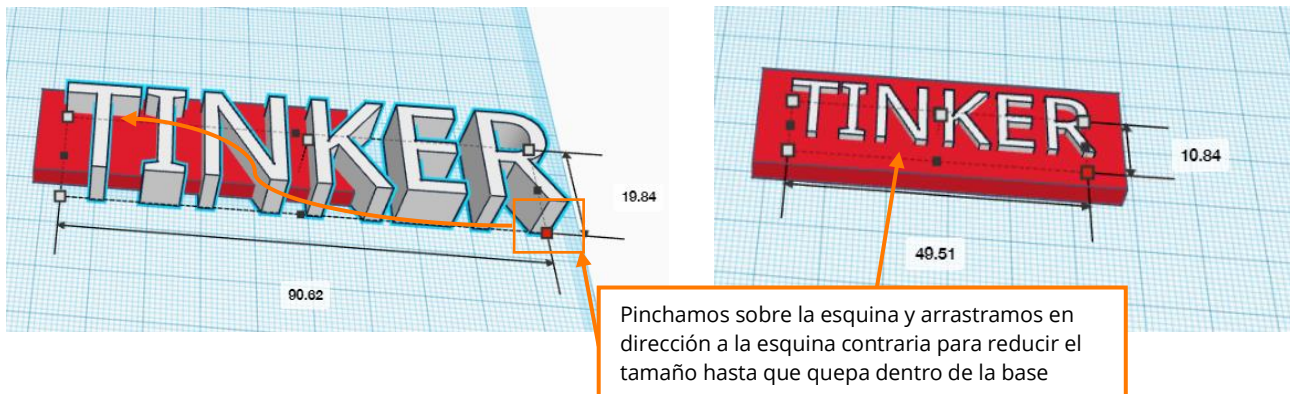 TINKER
19.84
90.62
TINKER
10.84
49.51
Pinchamos sobre la esquina y arrastramos en
dirección a la esquina contraria para reducir el
tamaño hasta que quepa dentro de la base